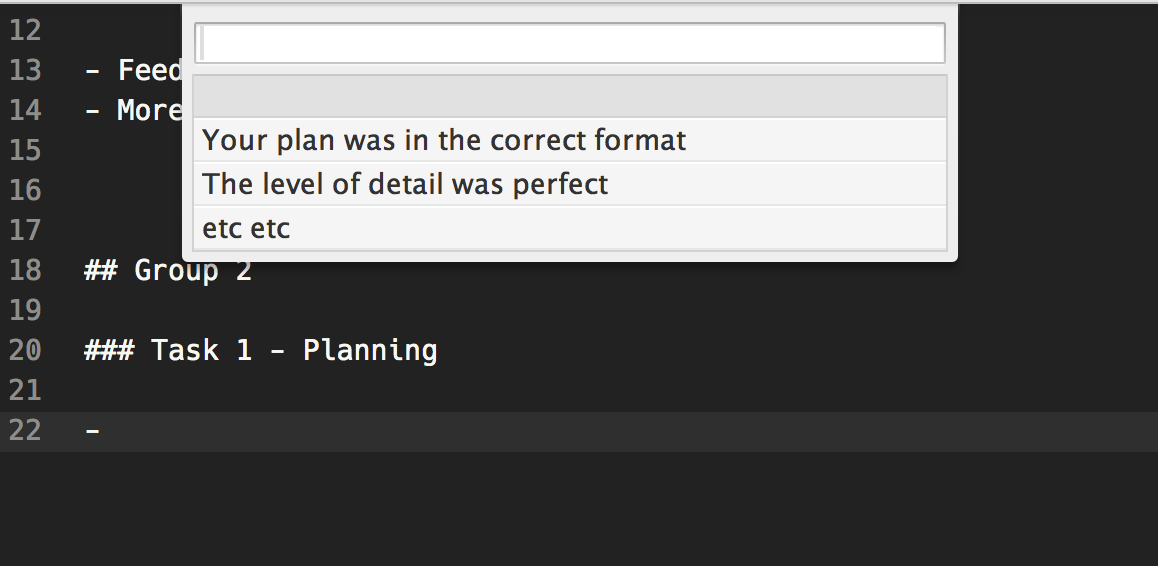 12
13 - Feed
14 - More
15
16
17
18 ## Group 2
19
20 ### Task 1 - Planning
21
22 -
Your plan was in the correct format
The level of detail was perfect
etc etc